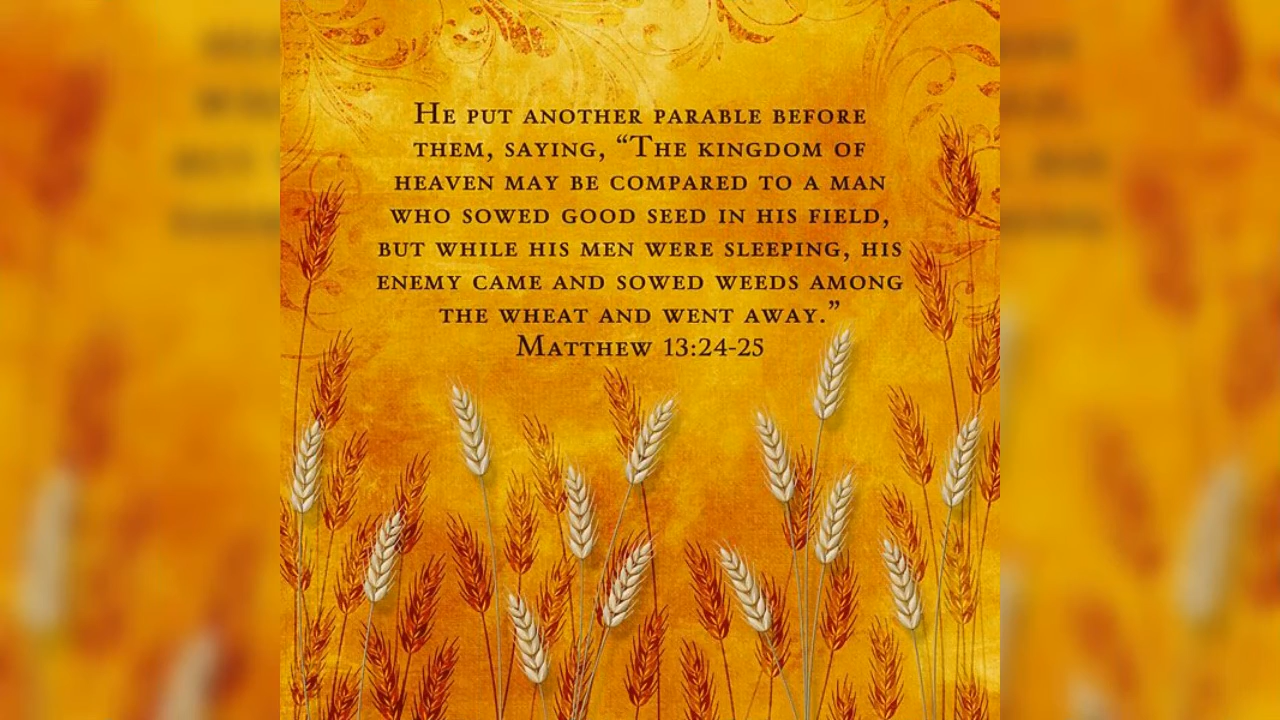 He put another parable before
them, saying, “The kingdom of
heaven may be compared to a man
who sowed good seed in his field,
but while his men were sleeping, his
enemy came and sowed weeds among
the wheat and went away.”
Matthew 13:24-25